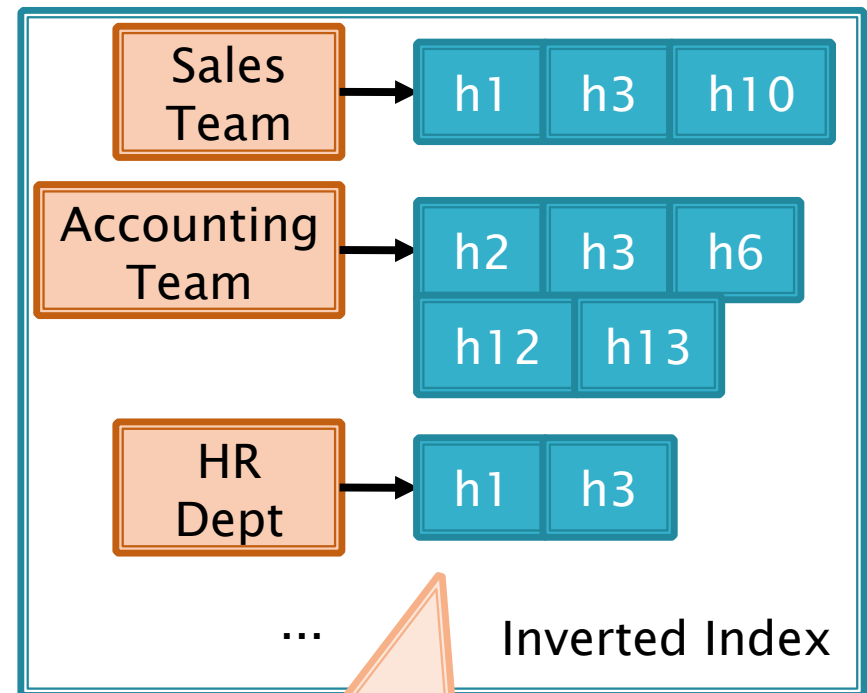 Sales
Team
h1 h3 h10
Accounting
Team
h2 h3 h6
h12 h13
HR
Dept
h1 h3
...
Inverted Index